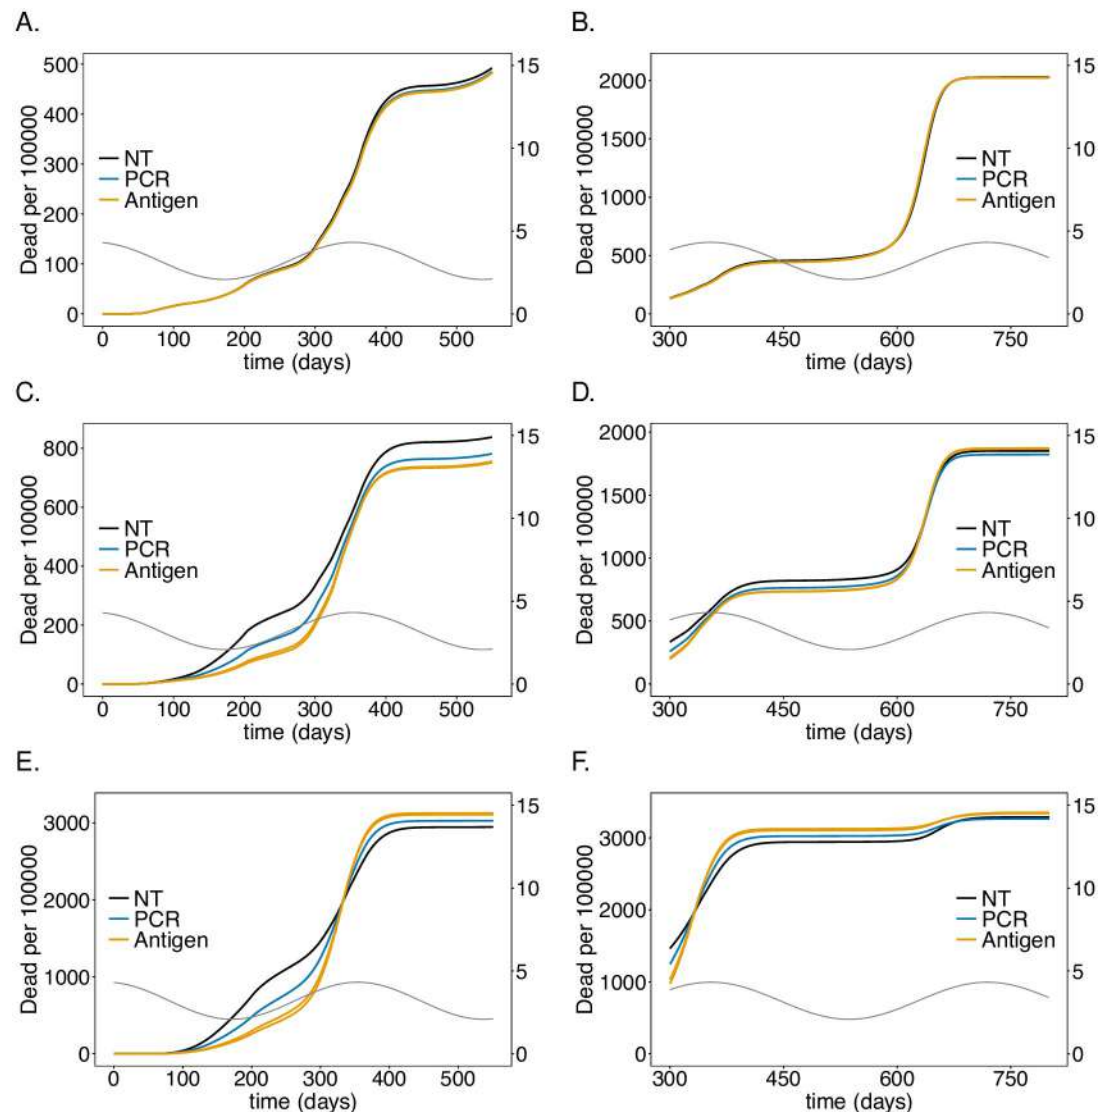 A.
Dead per 100000
500
400
300
200
100
0
NT
PCR
Antigen
15
10
5
0
0 100 200 300 400 500
time (days)
B.
Dead per 100000
2000
1500
1000
500
0
NT
PCR
Antigen
15
10
5
0
300 450 600 750
time (days)
C.
Dead per 100000
800
600
400
200
0
NT
PCR
Antigen
15
10
5
0
0 100 200 300 400 500
time (days)
D.
Dead per 100000
2000
1500
1000
500
0
NT
PCR
Antigen
15
10
5
0
300 450 600 750
time (days)
E.
Dead per 100000
3000
2000
1000
0
NT
PCR
Antigen
15
10
5
0
0 100 200 300 400 500
time (days)
F.
Dead per 100000
3000
2000
1000
0
NT
PCR
Antigen
15
10
5
0
300 450 600 750
time (days)